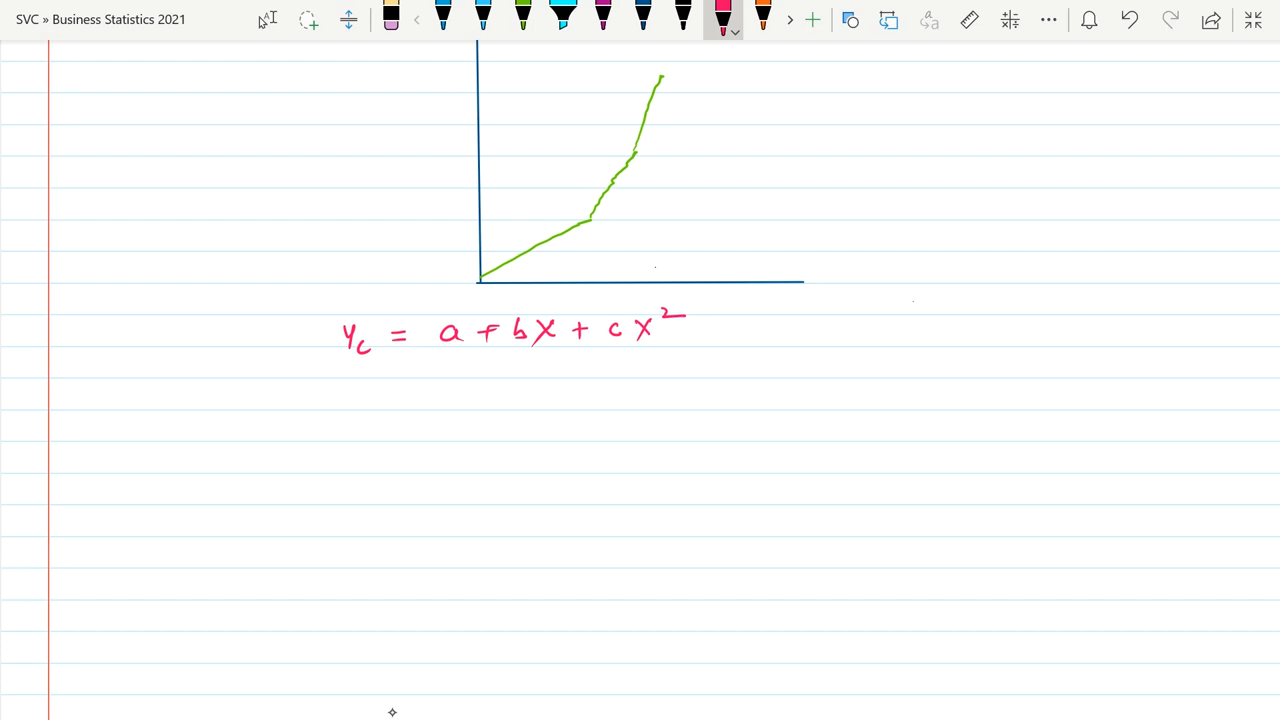 SVC » Business Statistics 2021
Yc = a + bX + cX²